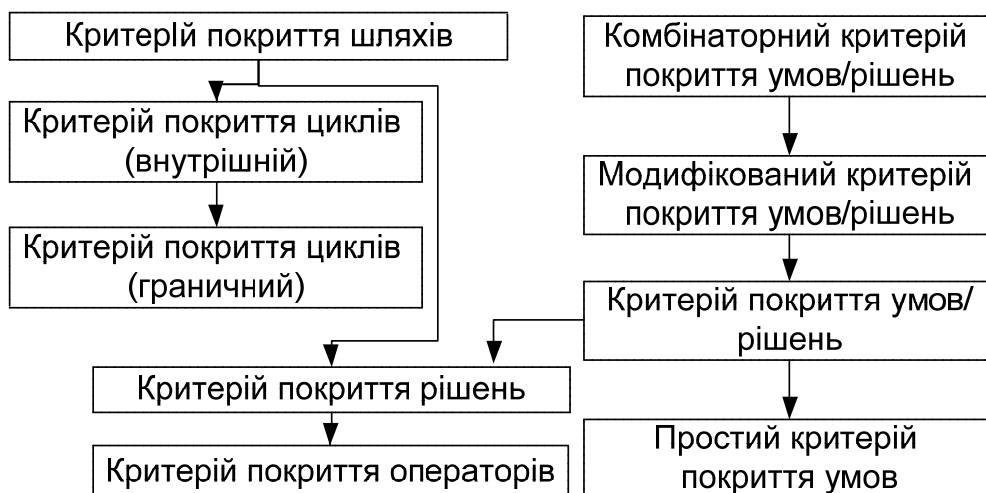 КритерІй покриття шляхів
Критерій покриття циклів
(внутрішній)
Критерій покриття циклів
(граничний)
Критерій покриття рішень
Критерій покриття операторів
Комбінаторний критерій
покриття умов/рішень
Модифікований критерій
покриття умов/рішень
Критерій покриття умов/
рішень
Простий критерій
покриття умов